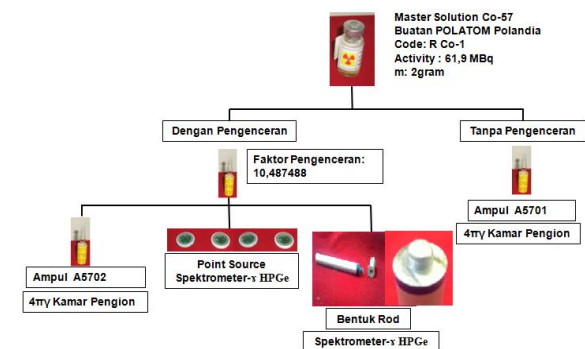 Master Solution Co-57
Buatan POLATOM Polandia
Code: R Co-1
Activity : 61,9 MBq
m: 2gram
Dengan Pengenceran
Tanpa Pengenceran
Faktor Pengenceran:
10,487488
Ampul A5701
4πγ Kamar Pengion
Ampul A5702
4πγ Kamar Pengion
Point Source
Spektrometer-γ HPGe
Bentuk Rod
Spektrometer-γ HPGe